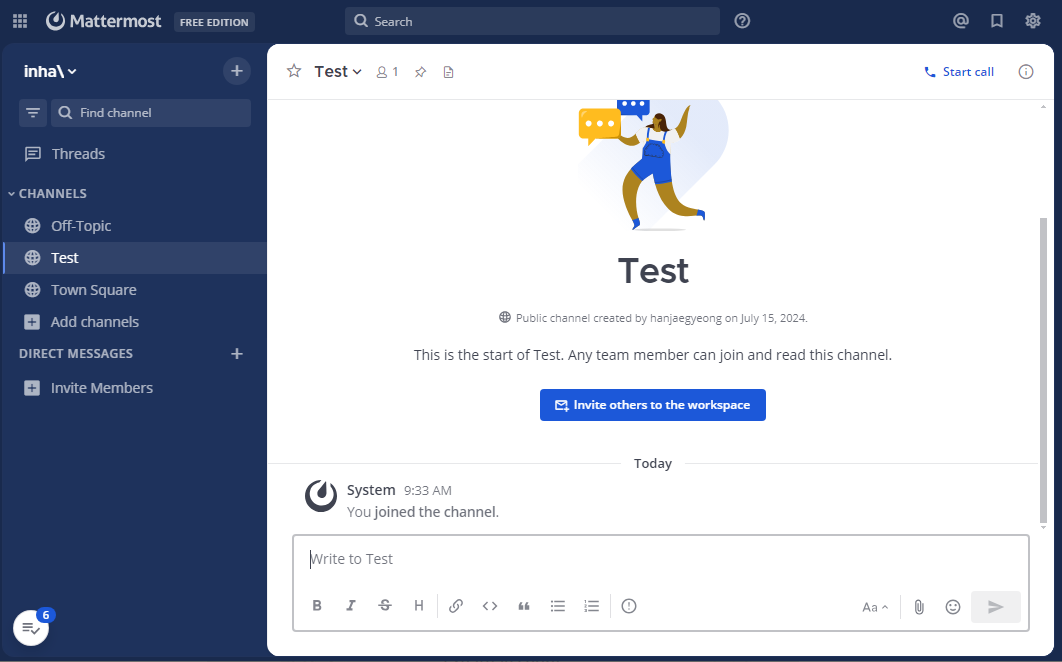 Mattermost FREE EDITION
Search
inha\
Find channel
Threads
CHANNELS
Off-Topic
Test
Town Square
Add channels
DIRECT MESSAGES
Invite Members
6
Test
1
Start call
Test
Public channel created by hanjaegyeong on July 15, 2024.
This is the start of Test. Any team member can join and read this channel.
Invite others to the workspace
Today
System 9:33 AM
You joined the channel.
Write to Test
B I S H
Aa